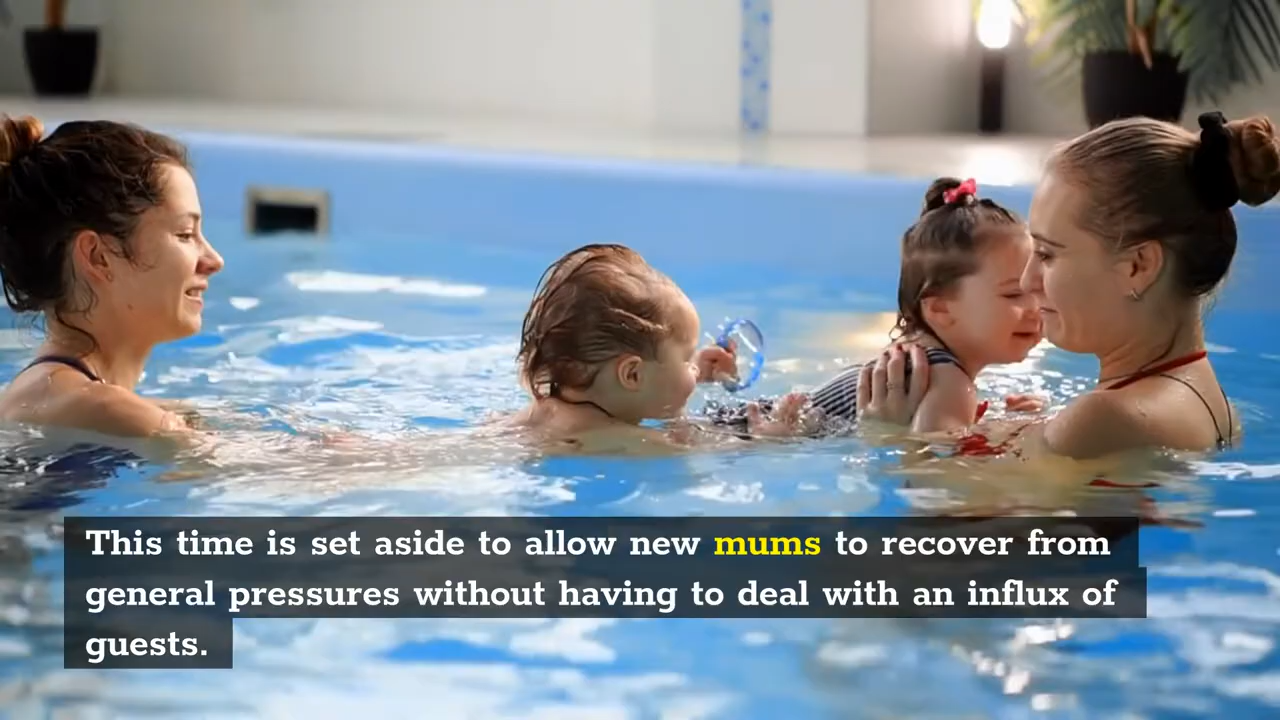 This time is set aside to allow new mums to recover from
general pressures without having to deal with an influx of
guests.